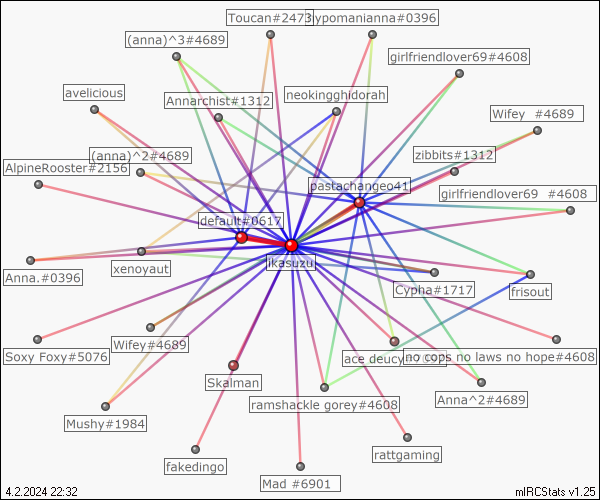 Toucan#2473
hypomanianna#0396
(anna)^3#4689
girlfriendlover69#4608
avelicious
Annarchist#1312
neokingghidorah
Wifey #4689
(anna)^2#4689
zibbits#1312
AlpineRooster#2156
pastachangeo41
girlfriendlover69 #4608
default#0617
ikasuzu
Anna.#0396
xenoyaut
Cypha#1717
frisout
Soxy Foxy#5076
Wifey#4689
ace deucy
no cops no laws no hope#4608
Skalman
ramshackle gorey#4608
Anna^2#4689
Mushy#1984
fakedingo
rattgaming
Mad #6901
4.2.2024 22:32
mIRCStats v1.25